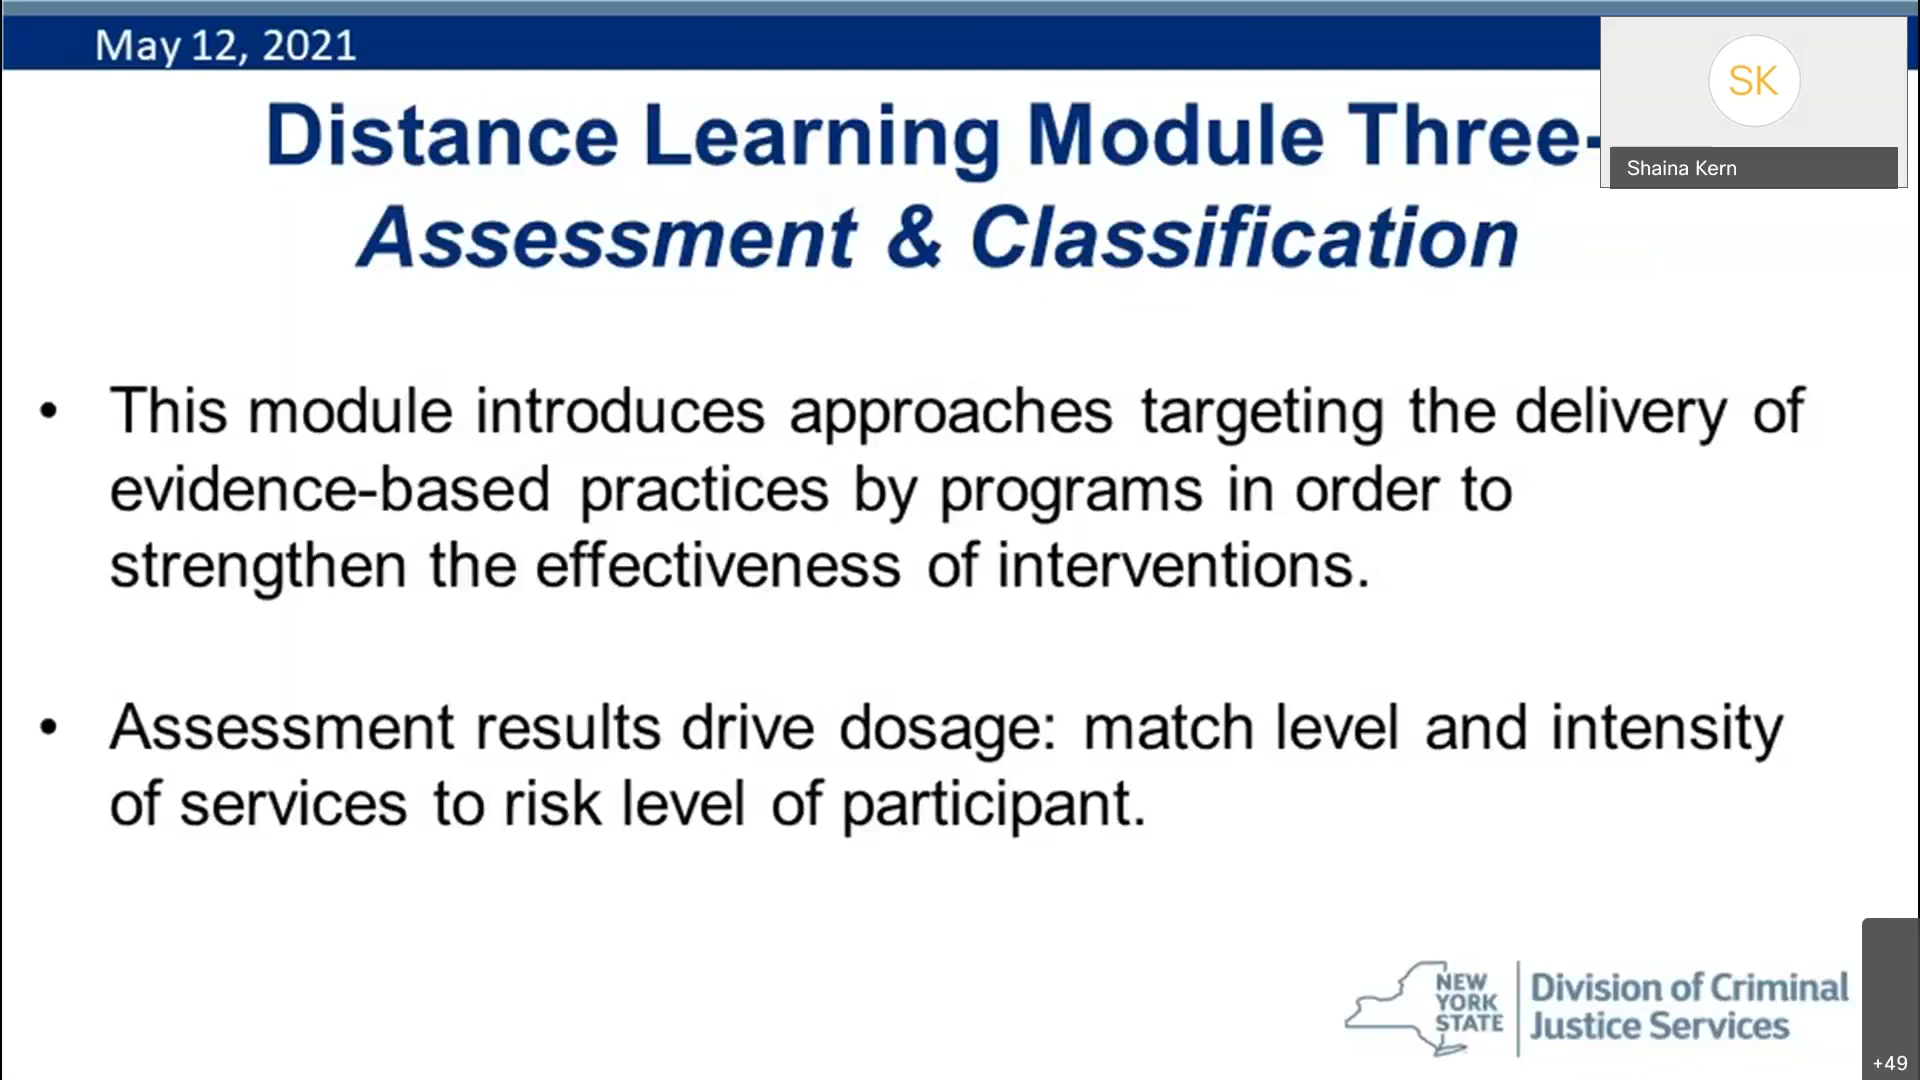 May 12, 2021
SK
Shaina Kern
Distance Learning Module Three-
Assessment & Classification
• This module introduces approaches targeting the delivery of
evidence-based practices by programs in order to
strengthen the effectiveness of interventions.
• Assessment results drive dosage: match level and intensity
of services to risk level of participant.
NEW
YORK
STATE
Division of Criminal
Justice Services
+49